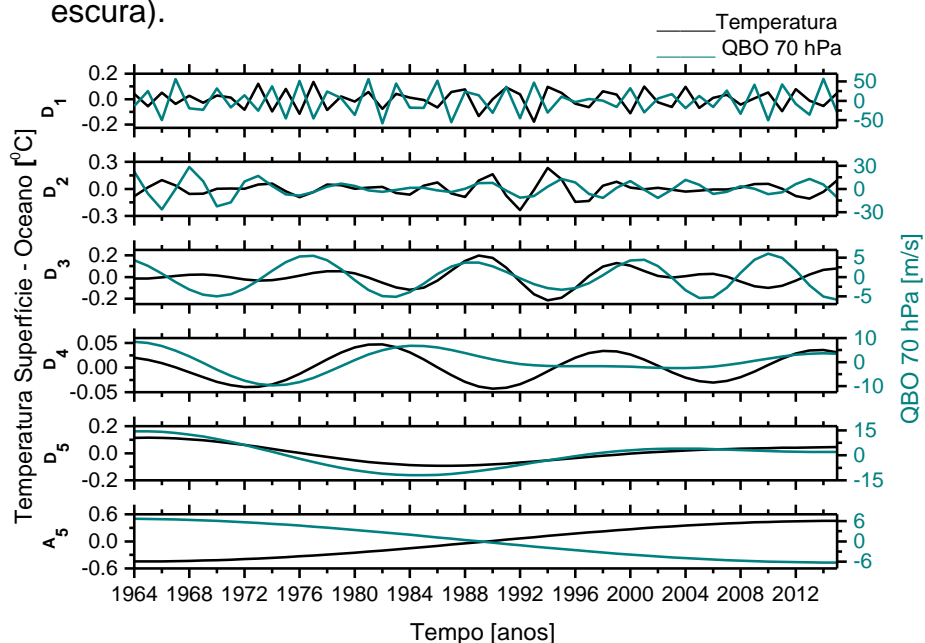 escura).
Temperatura
QBO 70 hPa
Temperatura Superfície - Oceano [⁰C]
QBO 70 hPa [m/s]
D1
0.2
0.0
-0.2
50
0
-50
D2
0.3
0.0
-0.3
30
0
-30
D3
0.2
0.0
-0.2
5
0
-5
D4
0.05
0.00
-0.05
10
0
-10
D5
0.2
0.0
-0.2
15
0
-15
A5
0.6
0.0
-0.6
6
0
-6
1964 1968 1972 1976 1980 1984 1988 1992 1996 2000 2004 2008 2012
Tempo [anos]